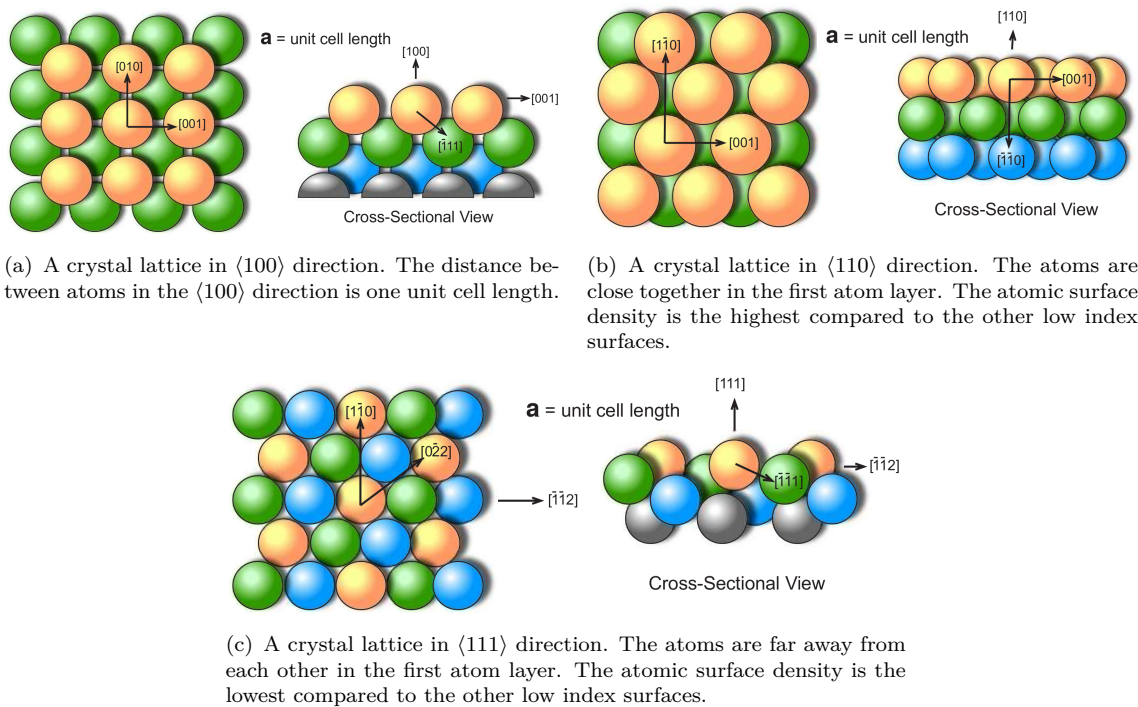 a = unit cell length
[100]
[010]
[001]
[001]
[1̄11]
Cross-Sectional View
(a) A crystal lattice in ⟨100⟩ direction. The distance be-
tween atoms in the ⟨100⟩ direction is one unit cell length.
[110]
a = unit cell length
[11̄0]
[001]
[001]
[1̄1̄0]
Cross-Sectional View
(b) A crystal lattice in ⟨110⟩ direction. The atoms are
close together in the first atom layer. The atomic surface
density is the highest compared to the other low index
surfaces.
[111]
a = unit cell length
[11̄0]
[02̄2]
[1̄1̄2]
[1̄1̄1]
[1̄1̄2]
Cross-Sectional View
(c) A crystal lattice in ⟨111⟩ direction. The atoms are far away from
each other in the first atom layer. The atomic surface density is the
lowest compared to the other low index surfaces.